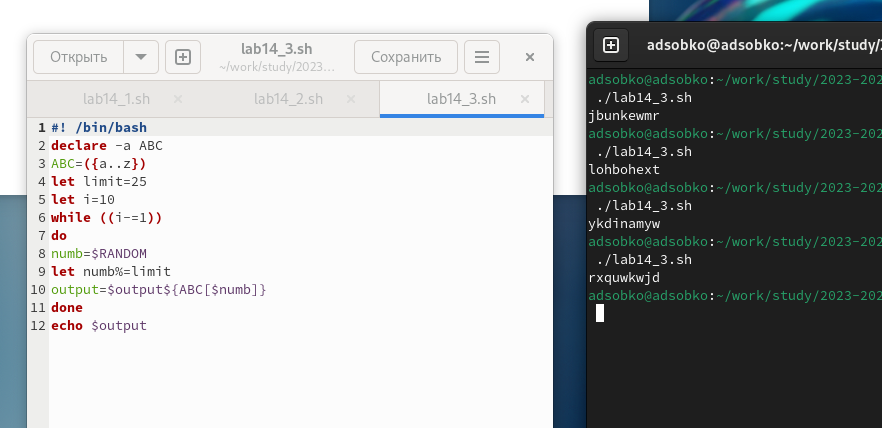 Открыть
lab14_3.sh
~/work/study/2023…
Сохранить
lab14_1.sh
lab14_2.sh
lab14_3.sh
1 #! /bin/bash
2 declare -a ABC
3 ABC=({a..z})
4 let limit=25
5 let i=10
6 while ((i-=1))
7 do
8 numb=$RANDOM
9 let numb%=limit
10 output=$output${ABC[$numb]}
11 done
12 echo $output
adsobko@adsobko:~/work/study/2
adsobko@adsobko:~/work/study/2023-202
./lab14_3.sh
jbunkewmr
adsobko@adsobko:~/work/study/2023-202
./lab14_3.sh
lohbohext
adsobko@adsobko:~/work/study/2023-202
./lab14_3.sh
ykdinamyw
adsobko@adsobko:~/work/study/2023-202
./lab14_3.sh
rxquwkwjd
adsobko@adsobko:~/work/study/2023-202